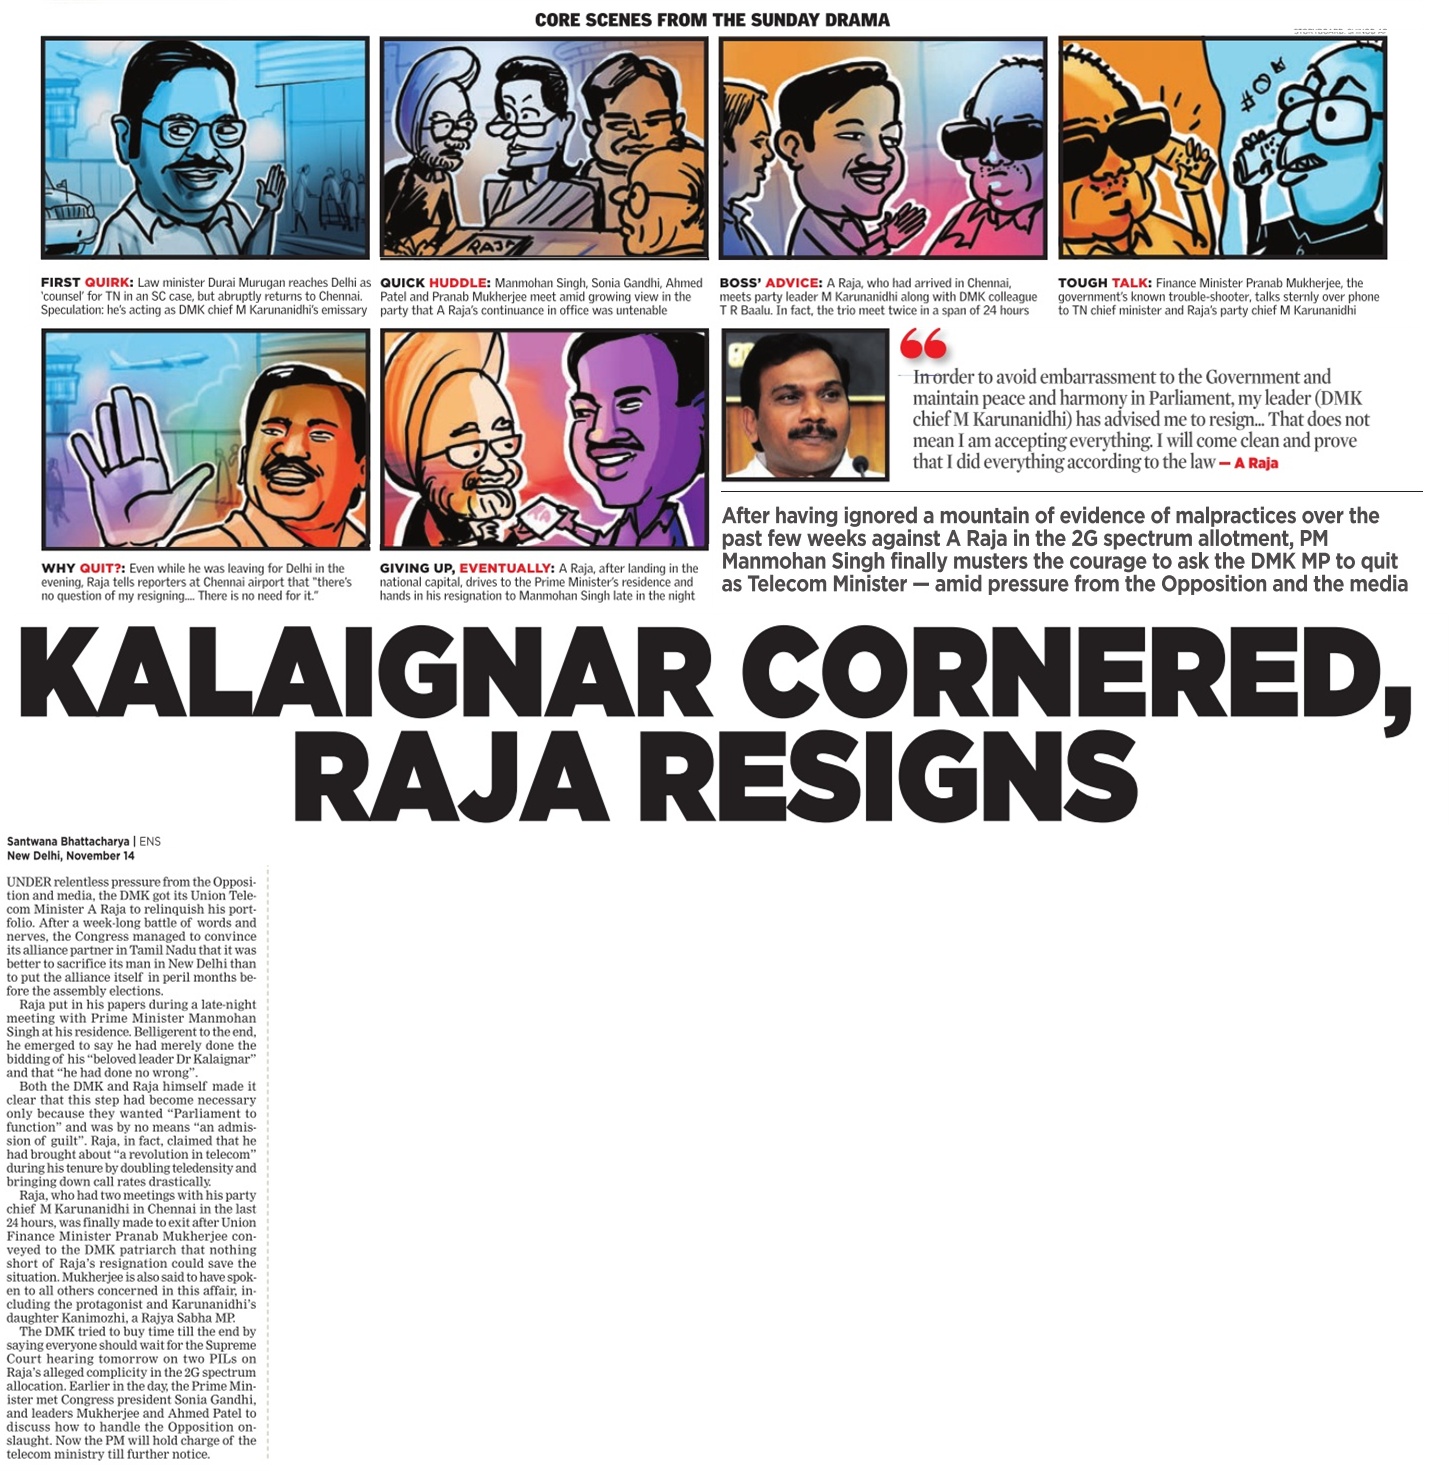 CORE SCENES FROM THE SUNDAY DRAMA
RAJA
FIRST QUIRK: Law minister Durai Murugan reaches Delhi as
'counsel' for TN in an SC case, but abruptly returns to Chennai.
Speculation: he's acting as DMK chief M Karunanidhi's emissary
QUICK HUDDLE: Manmohan Singh, Sonia Gandhi, Ahmed
Patel and Pranab Mukherjee meet amid growing view in the
party that A Raja's continuance in office was untenable
BOSS' ADVICE: A Raja, who had arrived in Chennai,
meets party leader M Karunanidhi along with DMK colleague
T R Baalu. In fact, the trio meet twice in a span of 24 hours
TOUGH TALK: Finance Minister Pranab Mukherjee, the
government's known trouble-shooter, talks sternly over phone
to TN chief minister and Raja's party chief M Karunanidhi
WHY QUIT?: Even while he was leaving for Delhi in the
evening, Raja tells reporters at Chennai airport that "there's
no question of my resigning.... There is no need for it."
GIVING UP, EVENTUALLY: A Raja, after landing in the
national capital, drives to the Prime Minister's residence and
hands in his resignation to Manmohan Singh late in the night
“
In order to avoid embarrassment to the Government and
maintain peace and harmony in Parliament, my leader (DMK
chief M Karunanidhi) has advised me to resign... That does not
mean I am accepting everything. I will come clean and prove
that I did everything according to the law — A Raja
After having ignored a mountain of evidence of malpractices over the
past few weeks against A Raja in the 2G spectrum allotment, PM
Manmohan Singh finally musters the courage to ask the DMK MP to quit
as Telecom Minister — amid pressure from the Opposition and the media
KALAIGNAR CORNERED,
RAJA RESIGNS
Santwana Bhattacharya | ENS
New Delhi, November 14
UNDER relentless pressure from the Opposi-
tion and media, the DMK got its Union Tele-
com Minister A Raja to relinquish his port-
folio. After a week-long battle of words and
nerves, the Congress managed to convince
its alliance partner in Tamil Nadu that it was
better to sacrifice its man in New Delhi than
to put the alliance itself in peril months be-
fore the assembly elections.
Raja put in his papers during a late-night
meeting with Prime Minister Manmohan
Singh at his residence. Belligerent to the end,
he emerged to say he had merely done the
bidding of his “beloved leader Dr Kalaignar”
and that “he had done no wrong”.
Both the DMK and Raja himself made it
clear that this step had become necessary
only because they wanted “Parliament to
function” and was by no means “an admis-
sion of guilt”. Raja, in fact, claimed that he
had brought about “a revolution in telecom”
during his tenure by doubling teledensity and
bringing down call rates drastically.
Raja, who had two meetings with his party
chief M Karunanidhi in Chennai in the last
24 hours, was finally made to exit after Union
Finance Minister Pranab Mukherjee con-
veyed to the DMK patriarch that nothing
short of Raja's resignation could save the
situation. Mukherjee is also said to have spok-
en to all others concerned in this affair, in-
cluding the protagonist and Karunanidhi's
daughter Kanimozhi, a Rajya Sabha MP.
The DMK tried to buy time till the end by
saying everyone should wait for the Supreme
Court hearing tomorrow on two PILs on
Raja's alleged complicity in the 2G spectrum
allocation. Earlier in the day, the Prime Min-
ister met Congress president Sonia Gandhi,
and leaders Mukherjee and Ahmed Patel to
discuss how to handle the Opposition on-
slaught. Now the PM will hold charge of the
telecom ministry till further notice.